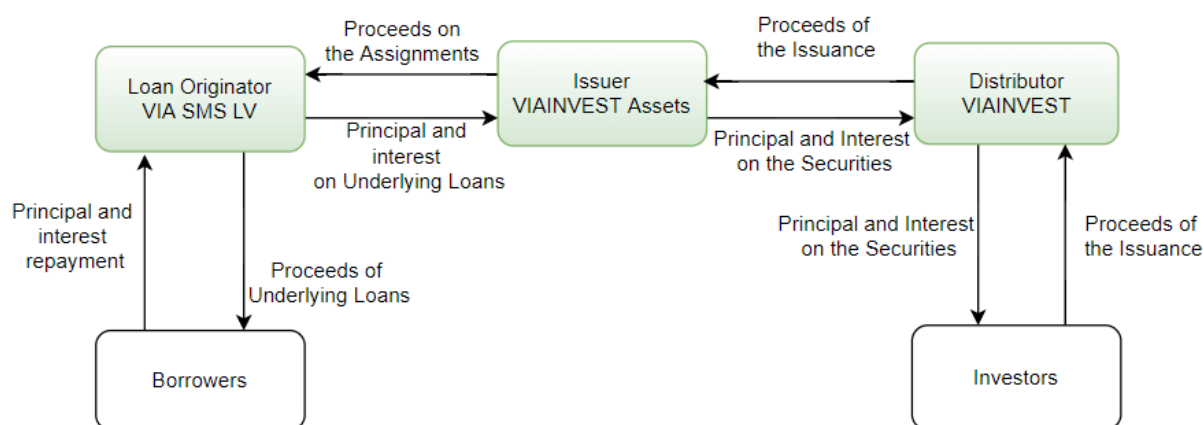 Proceeds on
the Assignments
Proceeds of
the Issuance
Loan Originator
VIA SMS LV
Issuer
VIAINVEST Assets
Distributor
VIAINVEST
Principal and
interest
on Underlying Loans
Principal and Interest
on the Securities
Principal and
interest
repayment
Proceeds of
Underlying Loans
Principal and Interest
on the Securities
Proceeds of
the Issuance
Borrowers
Investors